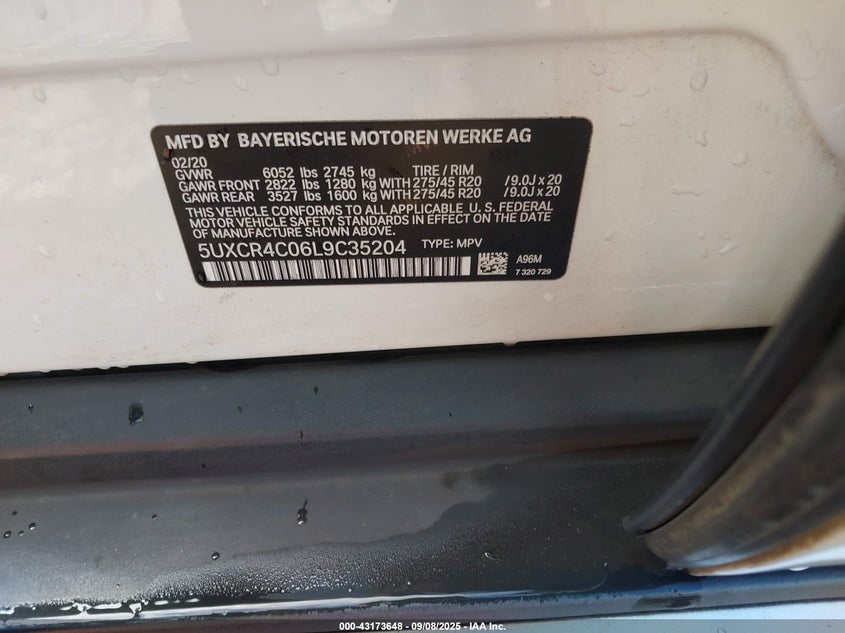 MFD BY BAYERISCHE MOTOREN WERKE AG
02/20
GVWR 6052 lbs 2745 kg TIRE / RIM
GAWR FRONT 2822 lbs 1280 kg WITH 275/45 R20 /9.0J x 20
GAWR REAR 3527 lbs 1600 kg WITH 275/45 R20 /9.0J x 20
THIS VEHICLE CONFORMS TO ALL APPLICABLE U. S. FEDERAL
MOTOR VEHICLE SAFETY STANDARDS IN EFFECT ON THE DATE
OF MANUFACTURE SHOWN ABOVE.
5UXCR4C06L9C35204 TYPE: MPV
A96M
7 320 729
000-43173648 - 09/08/2025 - IAA Inc.